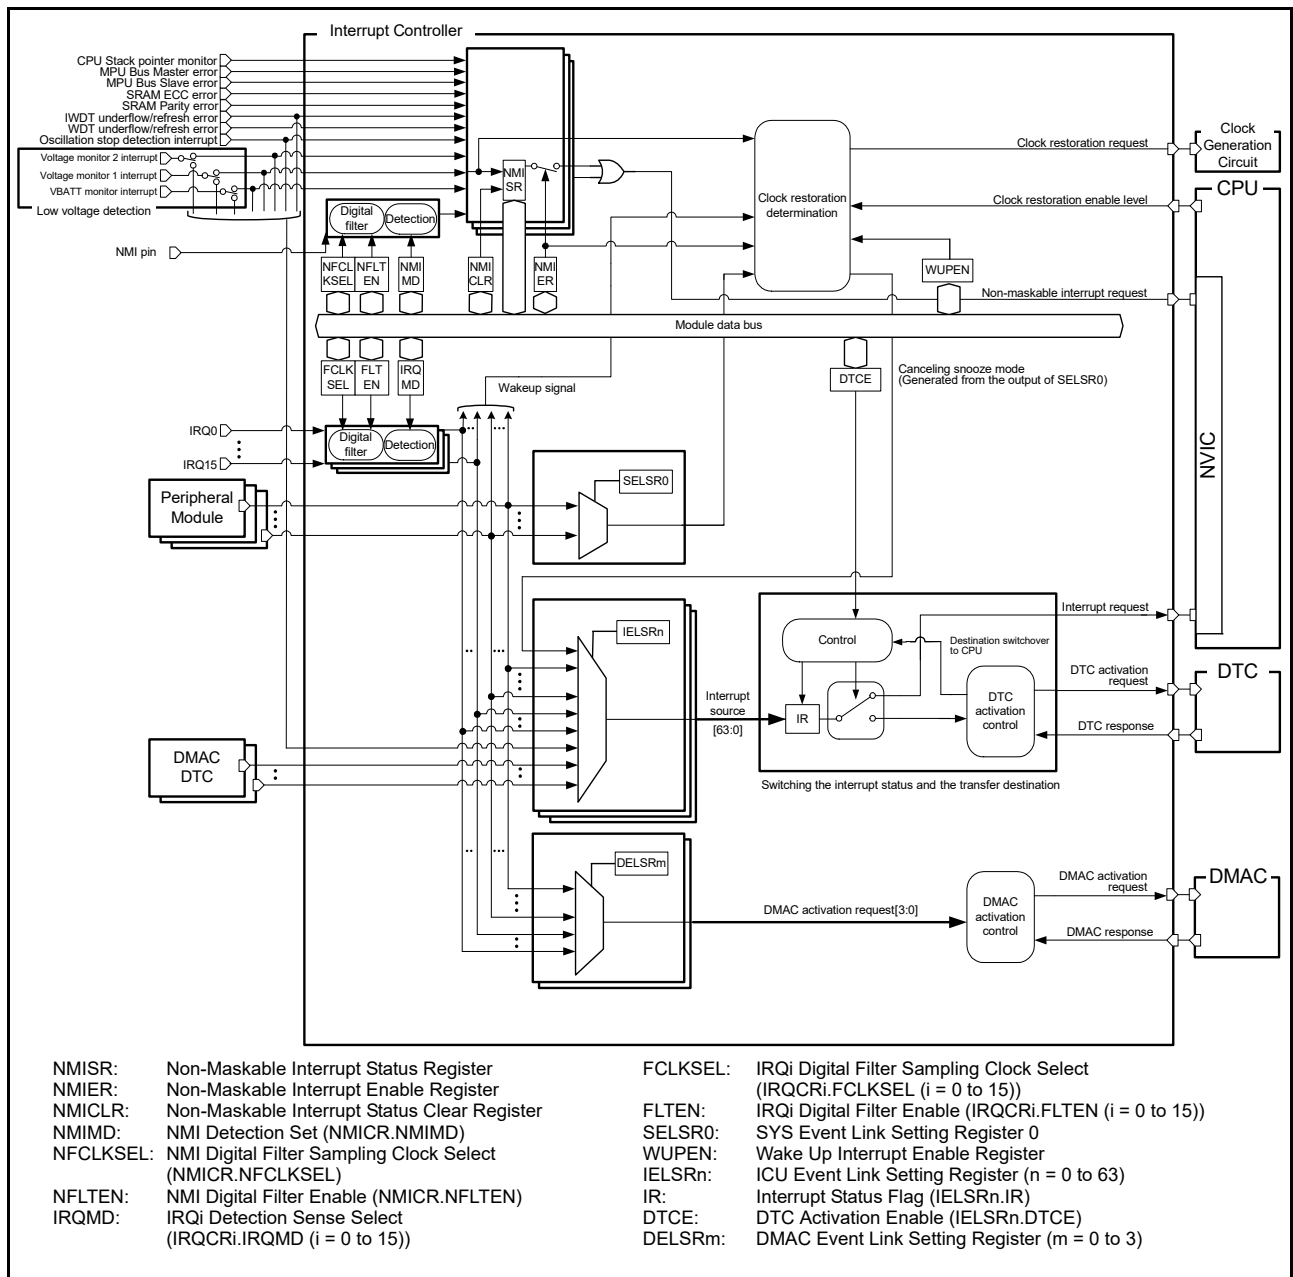 Interrupt Controller
CPU Stack pointer monitor
MPU Bus Master error
MPU Bus Slave error
SRAM ECC error
SRAM Parity error
IWDT underflow/refresh error
WDT underflow/refresh error
Oscillation stop detection interrupt
Voltage monitor 2 interrupt
Voltage monitor 1 interrupt
VBATT monitor interrupt
Low voltage detection
NMI pin
Digital
filter
Detection
NFCL
KSEL
NFLT
EN
NMI
MD
NMI
CLR
NMI
SR
NMI
ER
Clock restoration
determination
Clock restoration request
Clock
Generation
Circuit
CPU
Clock restoration enable level
WUPEN
Non-maskable interrupt request
Module data bus
FCLK
SEL
FLT
EN
IRQ
MD
Wakeup signal
DTCE
Canceling snooze mode
(Generated from the output of SELSR0)
NVIC
IRQ0
IRQ15
Digital
filter
Detection
Peripheral
Module
SELSR0
IELSRn
Control
Interrupt request
Destination switchover
to CPU
DTC activation
request
DTC
Interrupt
source
[63:0]
IR
DTC
activation
control
DTC response
DMAC
DTC
Switching the interrupt status and the transfer destination
DELSRm
DMAC activation request[3:0]
DMAC
activation
control
DMAC activation
request
DMAC
DMAC response
NMISR: Non-Maskable Interrupt Status Register
NMIER: Non-Maskable Interrupt Enable Register
NMICLR: Non-Maskable Interrupt Status Clear Register
NMIMD: NMI Detection Set (NMICR.NMIMD)
NFCLKSEL: NMI Digital Filter Sampling Clock Select
(NMICR.NFCLKSEL)
NFLTEN: NMI Digital Filter Enable (NMICR.NFLTEN)
IRQMD: IRQi Detection Sense Select
(IRQCRi.IRQMD (i = 0 to 15))
FCLKSEL: IRQi Digital Filter Sampling Clock Select
(IRQCRi.FCLKSEL (i = 0 to 15))
FLTEN: IRQi Digital Filter Enable (IRQCRi.FLTEN (i = 0 to 15))
SELSR0: SYS Event Link Setting Register 0
WUPEN: Wake Up Interrupt Enable Register
IELSRn: ICU Event Link Setting Register (n = 0 to 63)
IR: Interrupt Status Flag (IELSRn.IR)
DTCE: DTC Activation Enable (IELSRn.DTCE)
DELSRm: DMAC Event Link Setting Register (m = 0 to 3)